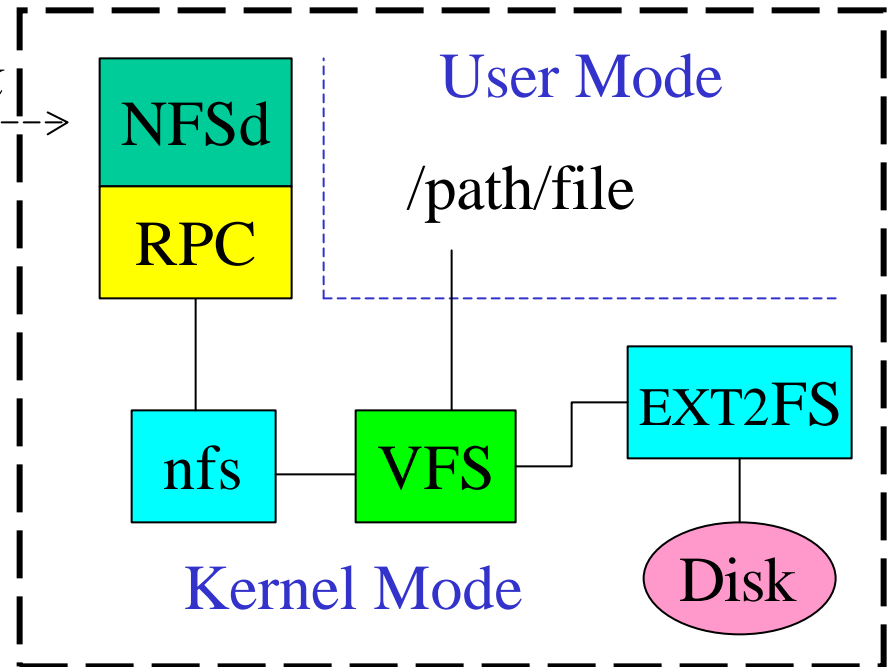 User Mode
NFSd
/path/file
RPC
EXT2FS
nfs
VFS
Kernel Mode
Disk